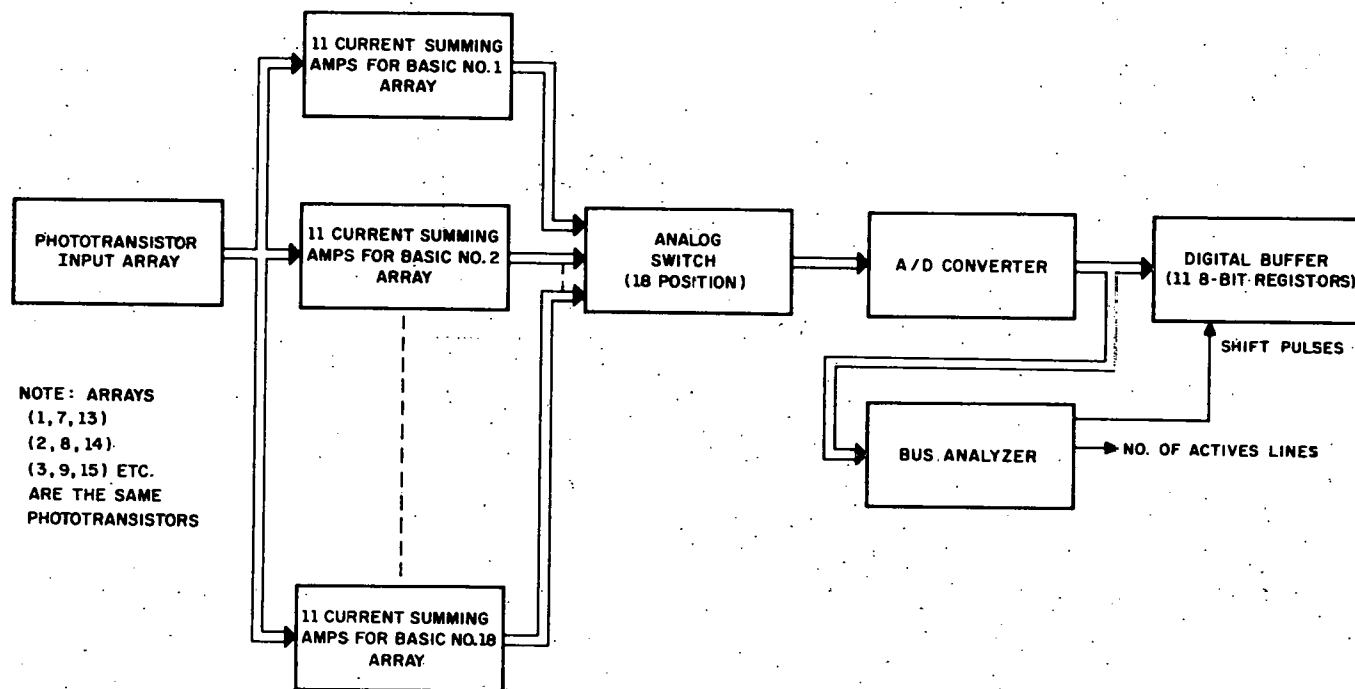 11 CURRENT SUMMING
AMPS FOR BASIC NO.1
ARRAY
PHOTOTRANSISTOR
INPUT ARRAY
11 CURRENT SUMMING
AMPS FOR BASIC NO. 2
ARRAY
ANALOG
SWITCH
(18 POSITION)
A/D CONVERTER
DIGITAL BUFFER
(11 8-BIT REGISTORS)
SHIFT PULSES
BUS ANALYZER
NO. OF ACTIVES LINES
NOTE: ARRAYS
(1,7,13)
(2,8,14)
(3,9,15) ETC.
ARE THE SAME
PHOTOTRANSISTORS
11 CURRENT SUMMING
AMPS FOR BASIC NO.18
ARRAY